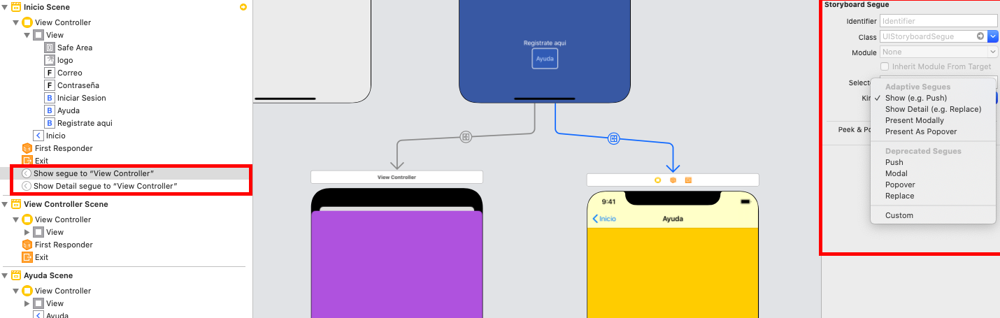 Inicio Scene
View Controller
View
Safe Area
logo
F Correo
F Contraseña
B Iniciar Sesion
B Ayuda
B Registrate aqui
Inicio
First Responder
Exit
Show segue to “View Controller”
Show Detail segue to “View Controller”
View Controller Scene
View Controller
View
First Responder
Exit
Ayuda Scene
View Controller
View
Ayuda
Registrate aqui
Ayuda
View Controller
9:41
Inicio
Ayuda
Storyboard Segue
Identifier Identifier
Class UIStoryboardSegue
Module None
Inherit Module From Target
Selecto
Kin
Peek & Po
Adaptive Segues
✓ Show (e.g. Push)
Show Detail (e.g. Replace)
Present Modally
Present As Popover
Deprecated Segues
Push
Modal
Popover
Replace
Custom